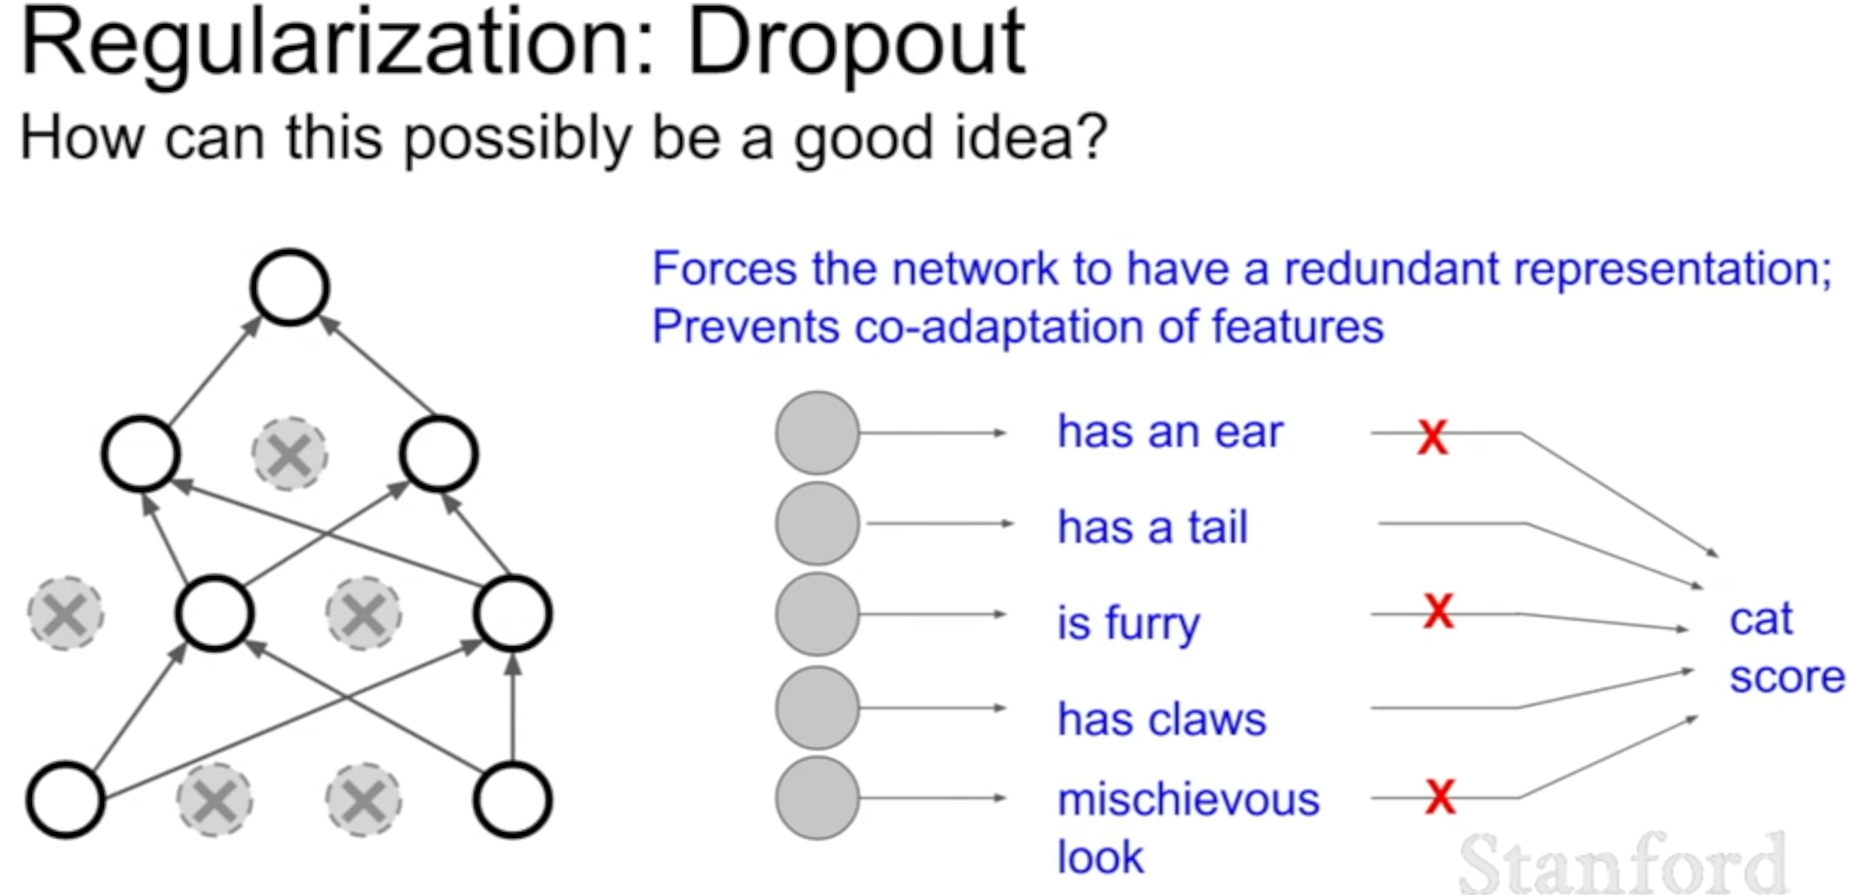 Regularization: Dropout
How can this possibly be a good idea?
Forces the network to have a redundant representation;
Prevents co-adaptation of features
has an ear
X
has a tail
is furry
X
cat
score
has claws
mischievous
look
X
Stanford